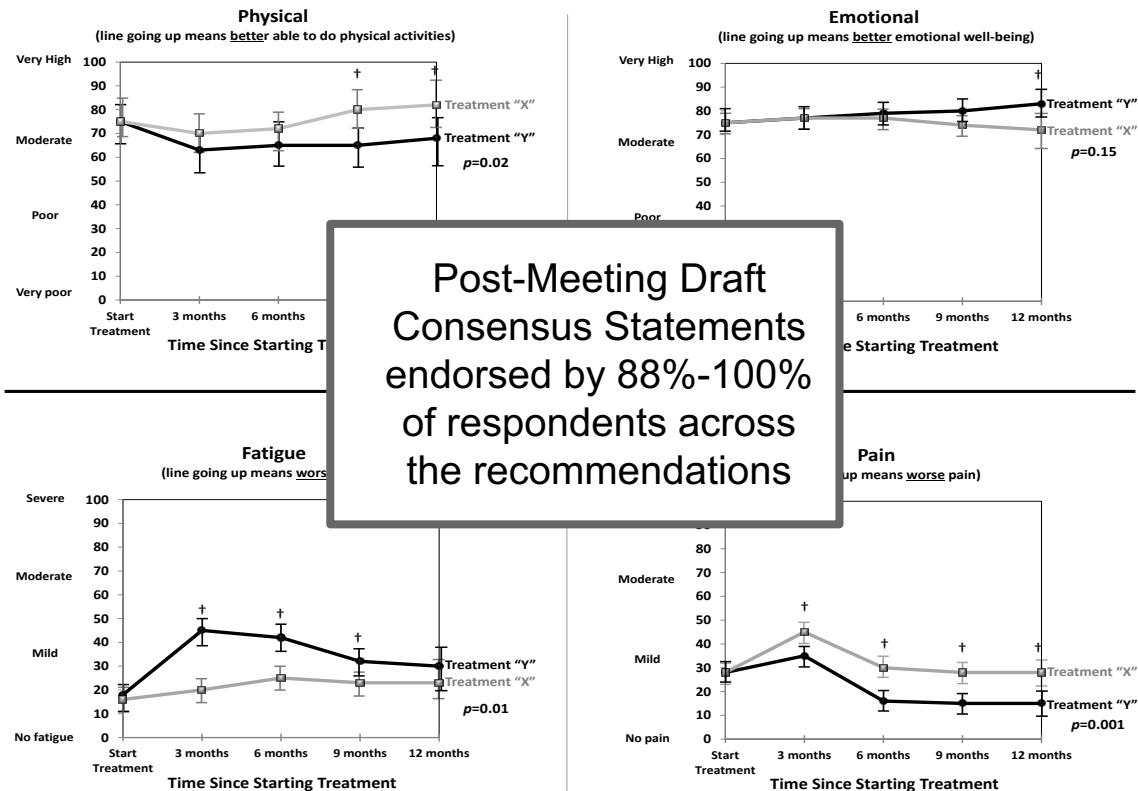 Physical
(line going up means better able to do physical activities)
Very High
100
90
80
70
60
50
40
30
20
10
0
Moderate
Poor
Very poor
†
†
Treatment "X"
Treatment "Y"
p=0.02
Start
Treatment
3 months
6 months
Time Since Starting T
Emotional
(line going up means better emotional well-being)
Very High
100
90
80
70
60
50
40
Moderate
Poor
†
Treatment "Y"
Treatment "X"
p=0.15
6 months
9 months
12 months
e Starting Treatment
Post-Meeting Draft
Consensus Statements
endorsed by 88%-100%
of respondents across
the recommendations
Fatigue
(line going up means wors
Severe
100
90
80
70
60
50
40
30
20
10
0
Moderate
Mild
No fatigue
†
†
†
Treatment "Y"
Treatment "X"
p=0.01
Start
Treatment
3 months
6 months
9 months
12 months
Time Since Starting Treatment
Pain
up means worse pain)
80
70
60
50
40
30
20
10
0
Moderate
Mild
No pain
†
†
†
†
Treatment "X"
Treatment "Y"
p=0.001
Start
Treatment
3 months
6 months
9 months
12 months
Time Since Starting Treatment